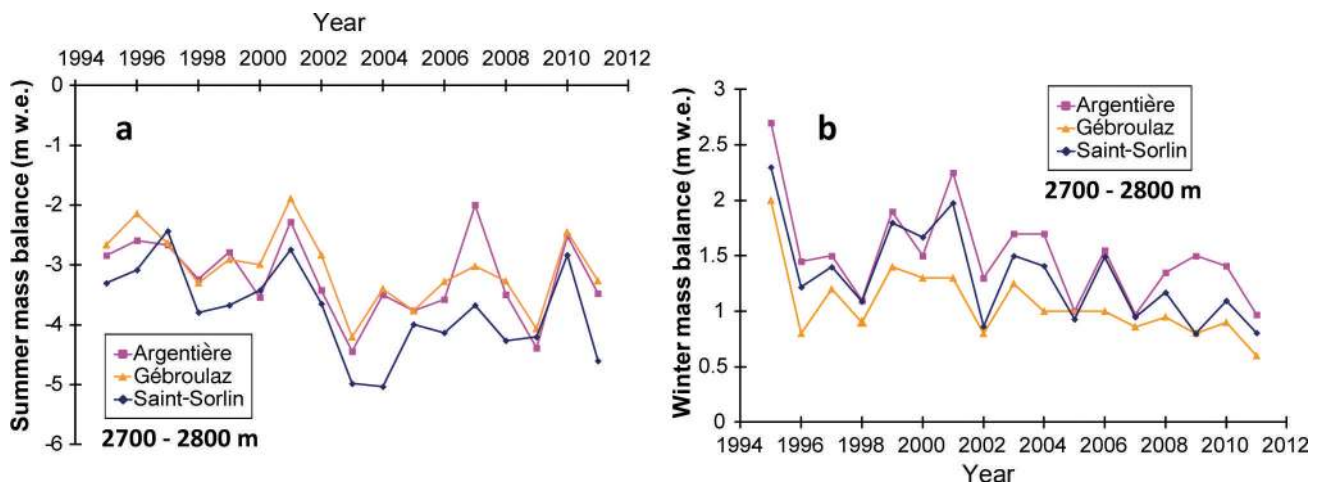 Year
1994 1996 1998 2000 2002 2004 2006 2008 2010 2012
Summer mass balance (m w.e.)
0
-1
-2
-3
-4
-5
-6
a
Argentière
Gébroulaz
Saint-Sorlin
2700 - 2800 m
Winter mass balance (m w.e.)
3
2.5
2
1.5
1
0.5
0
b
Argentière
Gébroulaz
Saint-Sorlin
2700 - 2800 m
1994 1996 1998 2000 2002 2004 2006 2008 2010 2012
Year